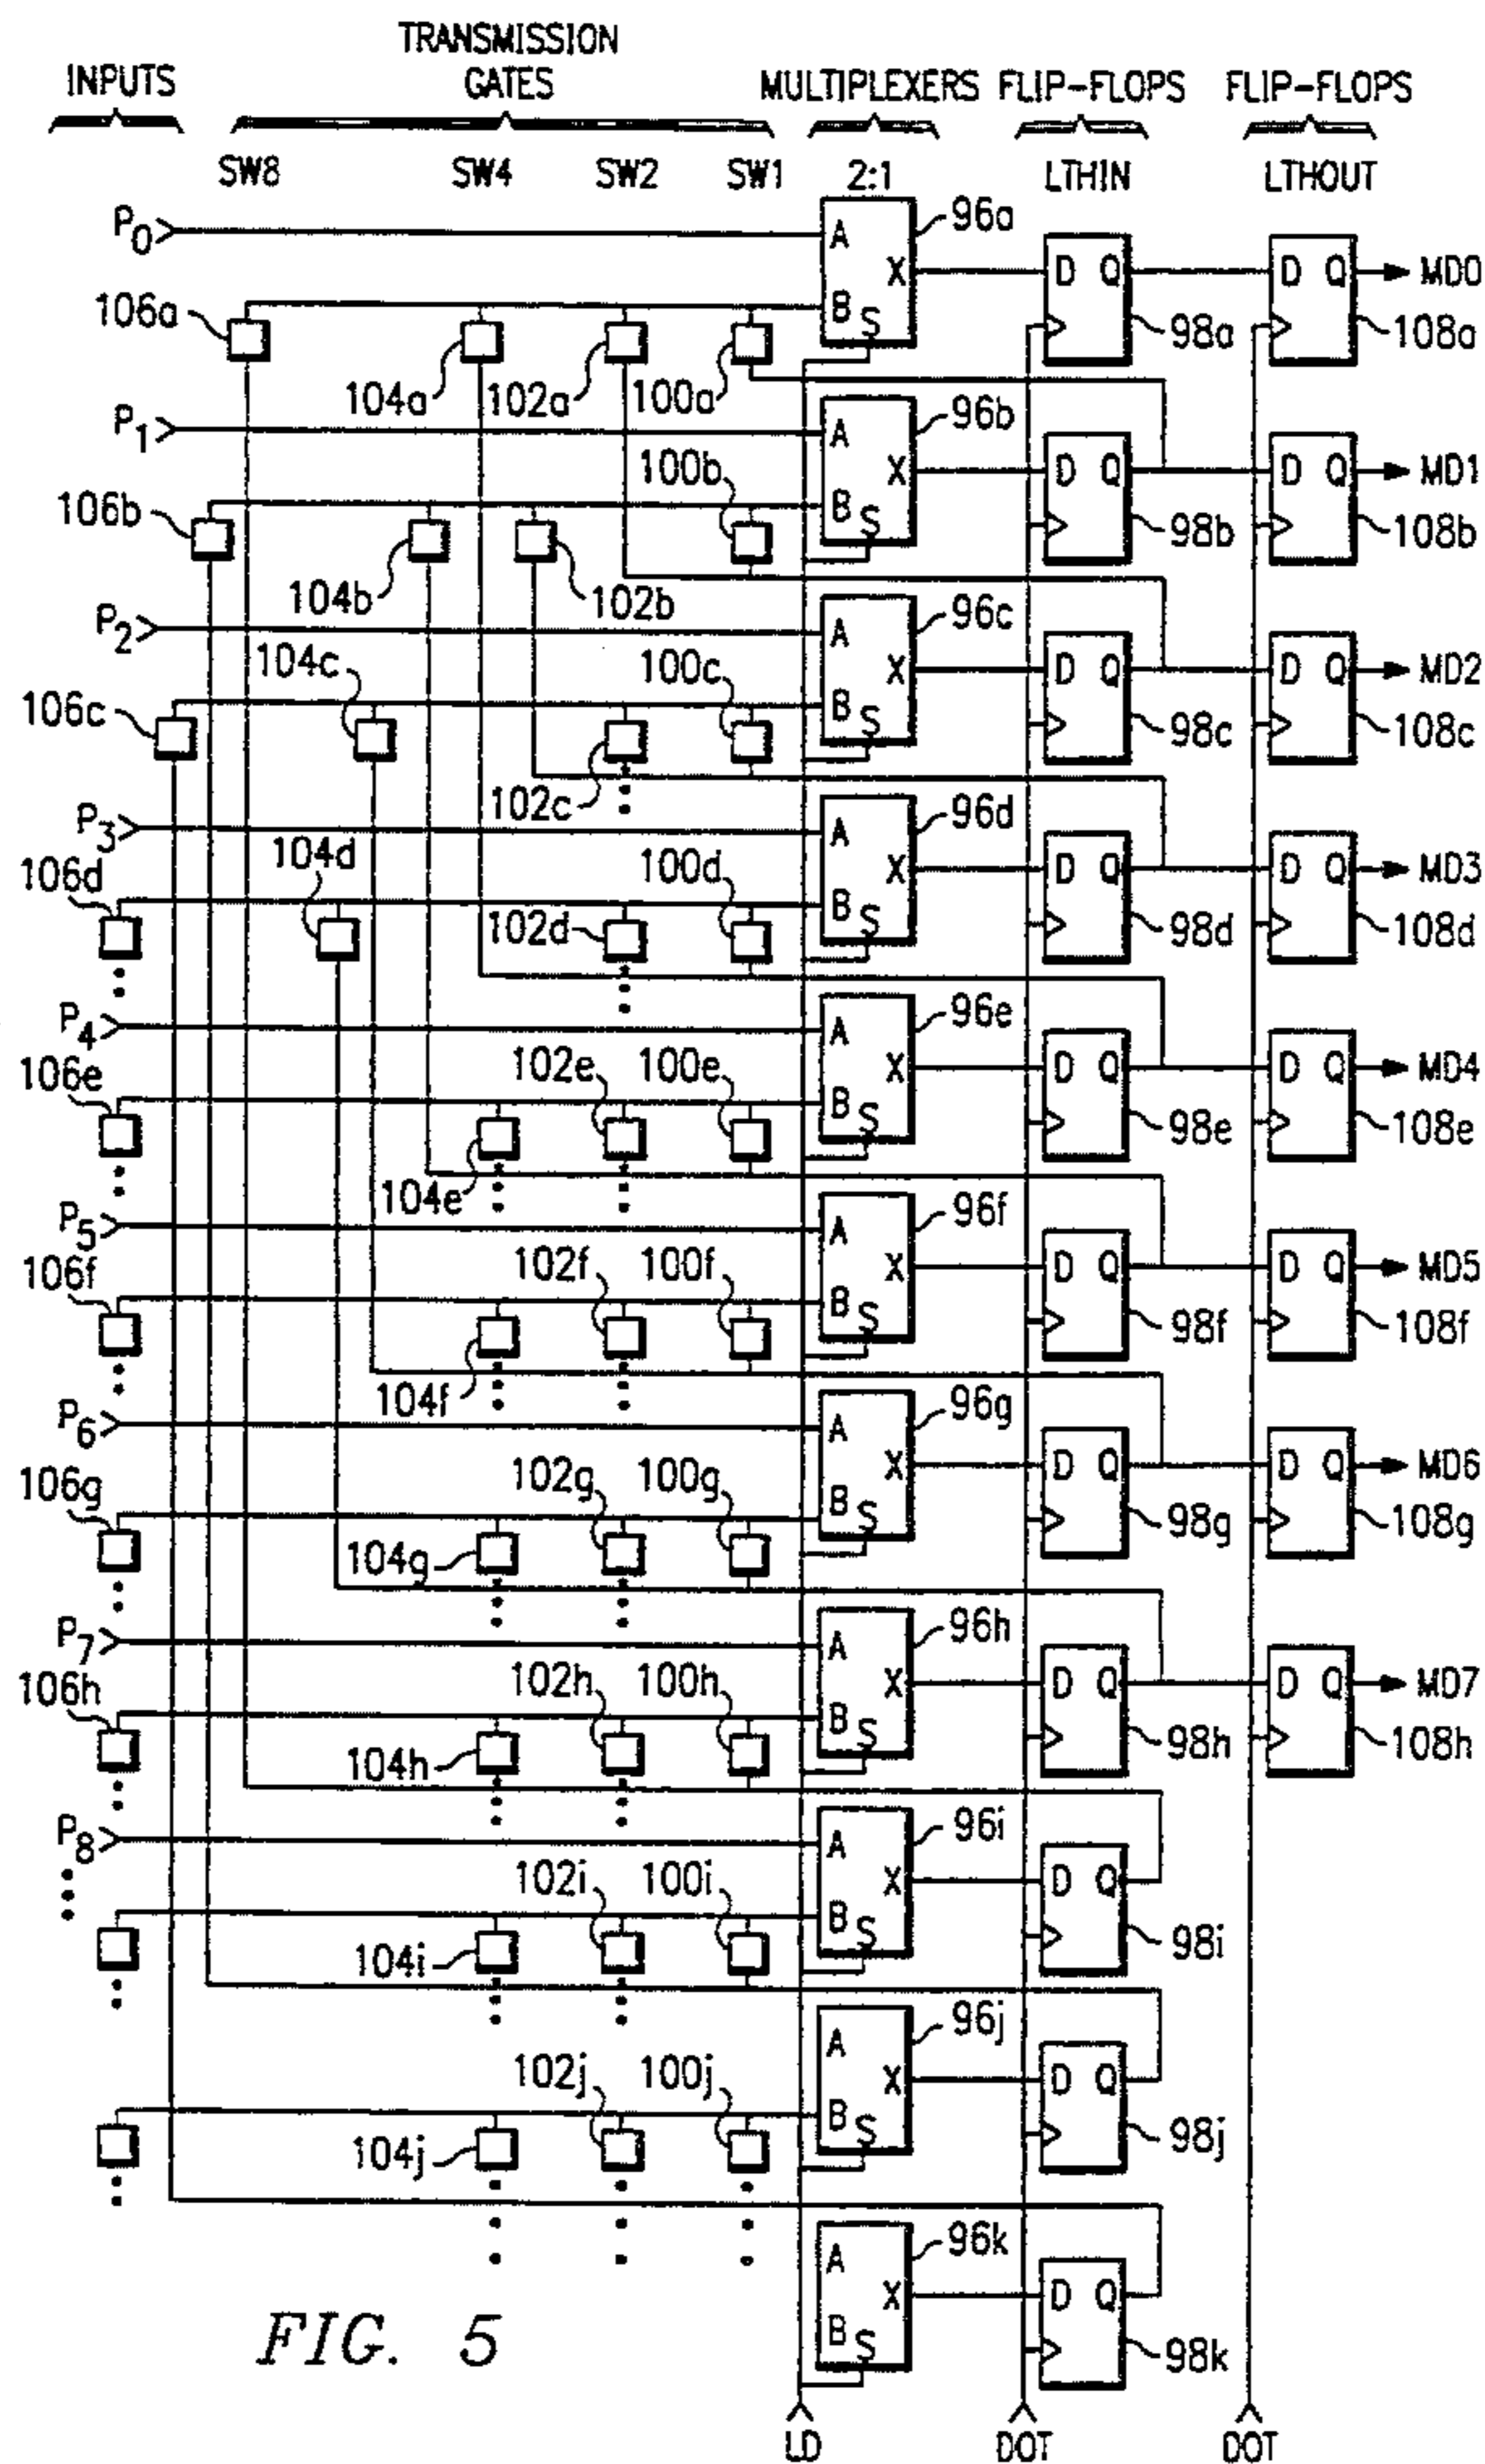 TRANSMISSION
INPUTS GATES MULTIPLEXERS FLIP-FLOPS FLIP-FLOPS
SW8 SW4 SW2 SW1 2:1 LTHIN LTHOUT
P0 A 96a
X D Q D Q MD0
106a B S 98a 108a
104a 102a 100a
P1 A 96b
100b X D Q D Q MD1
106b B S 98b 108b
104b 102b
P2 A 96c
104c 100c X D Q D Q MD2
106c B S 98c 108c
102c
P3 A 96d
104d 100d X D Q D Q MD3
106d 102d B S 98d 108d
P4 A 96e
106e 102e 100e X D Q D Q MD4
B S 98e 108e
104e
P5 A 96f
106f 102f 100f X D Q D Q MD5
B S 98f 108f
104f
P6 A 96g
106g 102g 100g X D Q D Q MD6
B S 98g 108g
104g
P7 A 96h
106h 102h 100h X D Q D Q MD7
B S 98h 108h
104h
P8 A 96i
102i 100i X D Q
B S 98i
104i
A 96j
102j 100j X D Q
B S 98j
104j
A 96k
X D Q
B S 98k
FIG. 5
LD DOT DOT